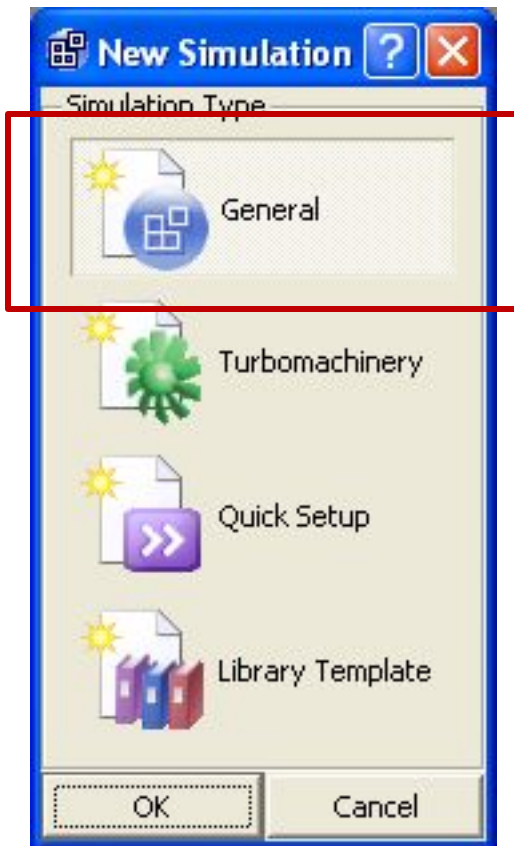 New Simulation
Simulation Type
General
Turbomachinery
Quick Setup
Library Template
OK Cancel